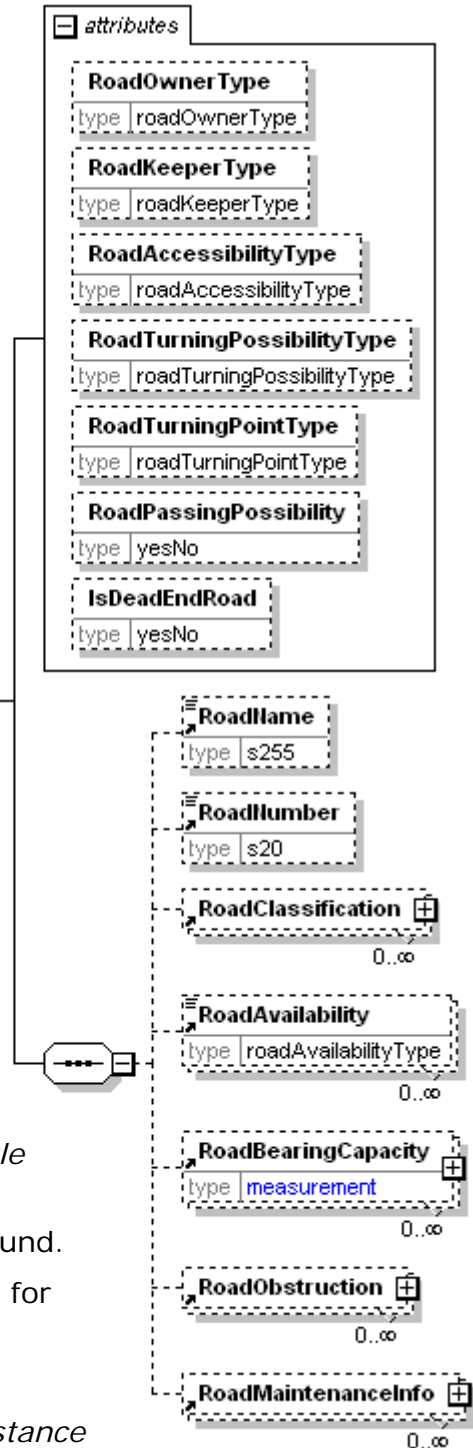 attributes
RoadOwnerType
type roadOwnerType
RoadKeeperType
type roadKeeperType
RoadAccessibilityType
type roadAccessibilityType
RoadTurningPossibilityType
type roadTurningPossibilityType
RoadTurningPointType
type roadTurningPointType
RoadPassingPossibility
type yesNo
IsDeadEndRoad
type yesNo
RoadName
type s255
RoadNumber
type s20
RoadClassification
0..∞
RoadAvailability
type roadAvailabilityType
0..∞
RoadBearingCapacity
type measurement
0..∞
RoadObstruction
0..∞
RoadMaintenanceInfo
0..∞
le
und.
for
stance